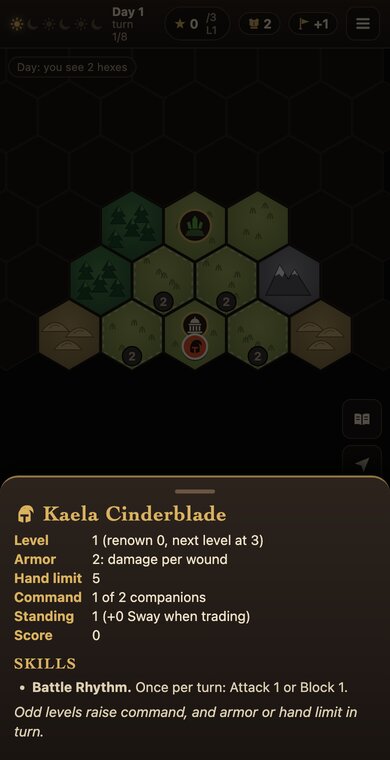 Day 1
turn
1/8
0
/3
L1
2
+1
Day: you see 2 hexes
2
2
2
2
Kaela Cinderblade
Level 1 (renown 0, next level at 3)
Armor 2: damage per wound
Hand limit 5
Command 1 of 2 companions
Standing 1 (+0 Sway when trading)
Score 0
SKILLS
• Battle Rhythm. Once per turn: Attack 1 or Block 1.
Odd levels raise command, and armor or hand limit in
turn.